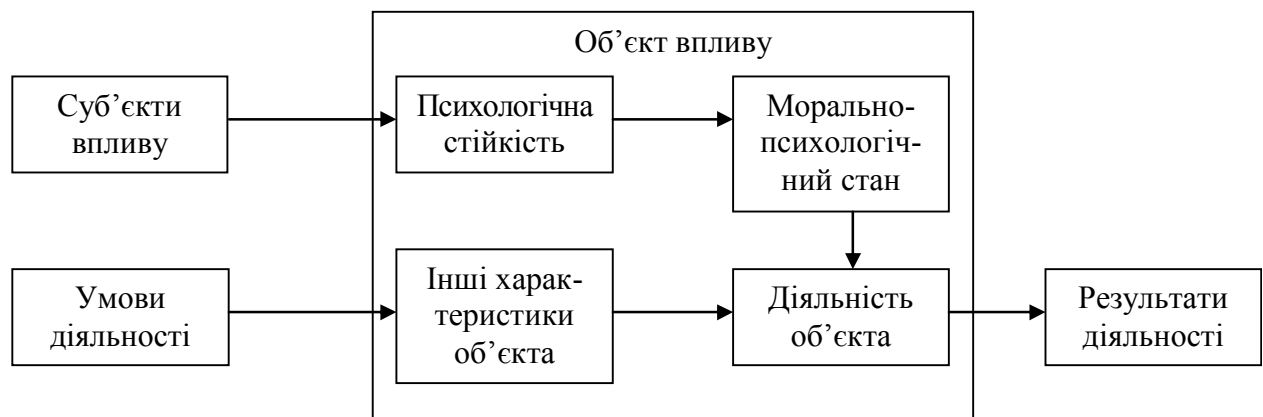 Об’єкт впливу
Суб’єкти
впливу
Психологічна
стійкість
Морально-
психологіч-
ний стан
Умови
діяльності
Інші харак-
теристики
об’єкта
Діяльність
об’єкта
Результати
діяльності